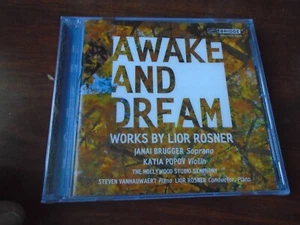 BRIDGE
AWAKE
AND
DREAM
WORKS BY LIOR ROSNER
JANAI BRUGGER Soprano
KATIA POPOV Violin
THE HOLLYWOOD STUDIO SYMPHONY
STEVEN VANHAUWAERT Piano LIOR ROSNER Conductor, Piano